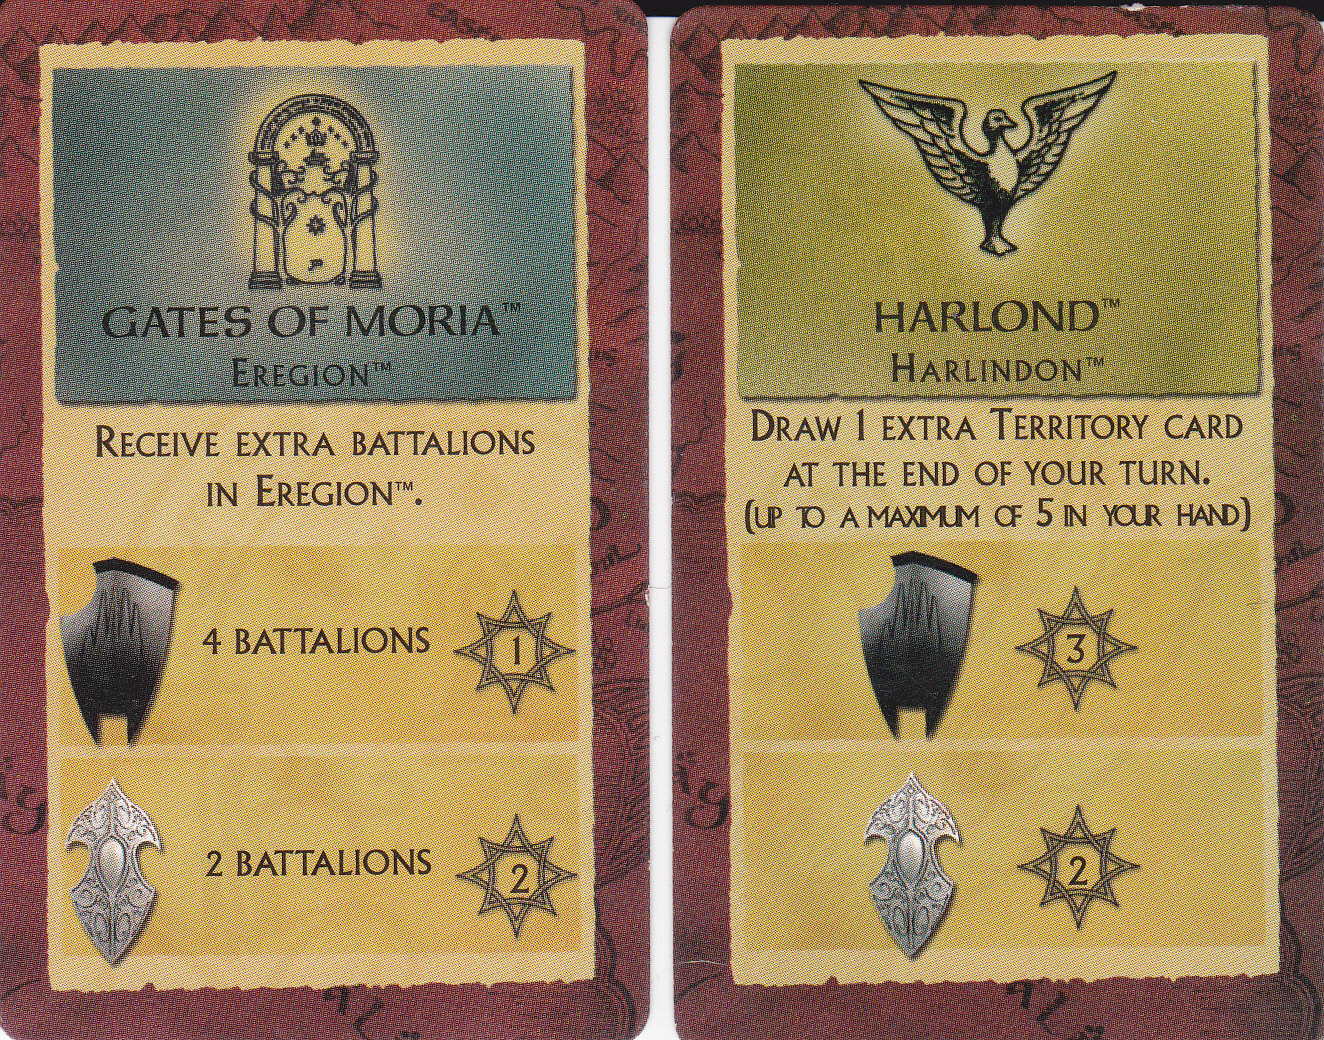 GATES OF MORIA™
EREGION™
RECEIVE EXTRA BATTALIONS
IN EREGION™.
4 BATTALIONS 1
2 BATTALIONS 2
HARLOND™
HARLINDON™
DRAW 1 EXTRA TERRITORY CARD
AT THE END OF YOUR TURN.
(UP TO A MAXIMUM OF 5 IN YOUR HAND)
3
2